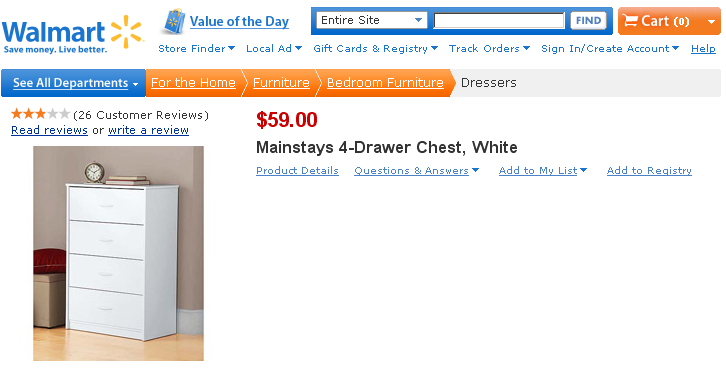 Walmart
Save money. Live better.
Value of the Day
Entire Site
FIND
Cart (0)
Store Finder
Local Ad
Gift Cards & Registry
Track Orders
Sign In/Create Account
Help
See All Departments
For the Home
Furniture
Bedroom Furniture
Dressers
(26 Customer Reviews)
Read reviews or write a review
$59.00
Mainstays 4-Drawer Chest, White
Product Details
Questions & Answers
Add to My List
Add to Registry